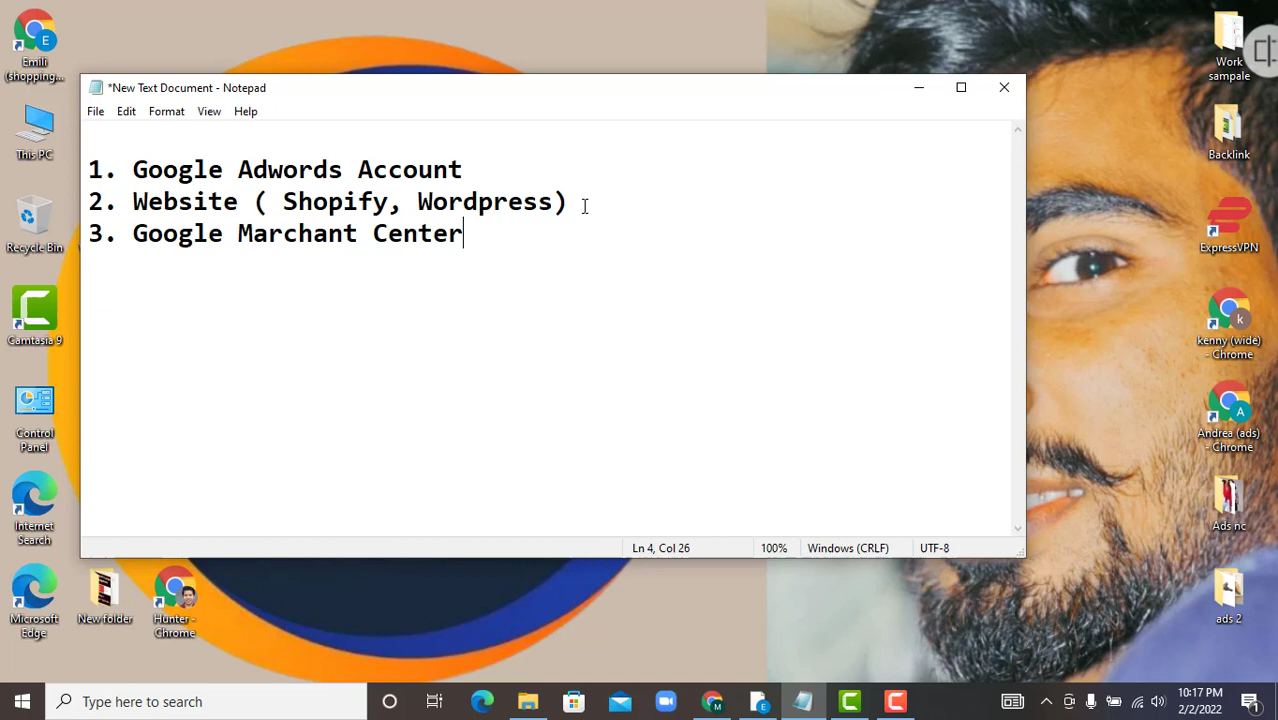 Emili
(shopping...
This PC
Recycle Bin
Camtasia 9
Control
Panel
Internet
Search
Microsoft
Edge
New folder
Hunter -
Chrome
*New Text Document - Notepad
File Edit Format View Help
1. Google Adwords Account
2. Website ( Shopify, Wordpress)
3. Google Marchant Center
Ln 4, Col 26 100% Windows (CRLF) UTF-8
Work
sampale
Backlink
ExpressVPN
kenny (wide)
- Chrome
Andrea (ads)
- Chrome
Ads nc
ads 2
Type here to search
10:17 PM
2/2/2022